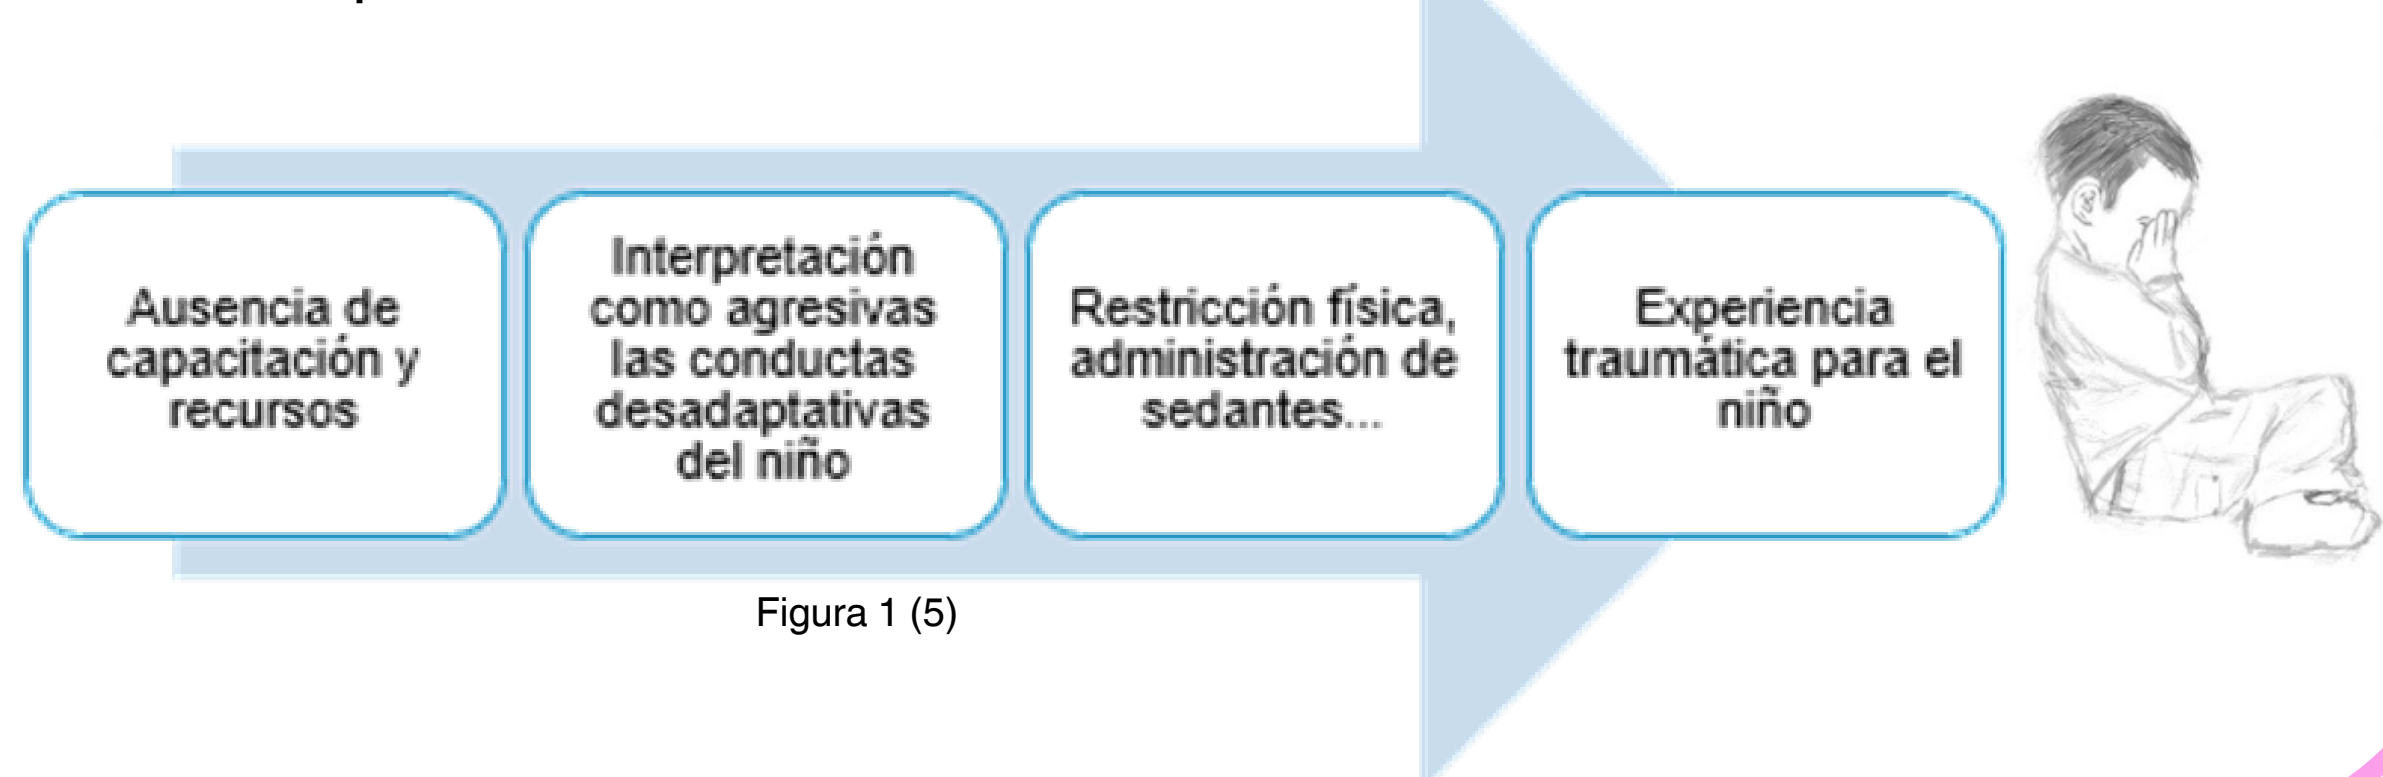 Ausencia de
capacitación y
recursos
Interpretación
como agresivas
las conductas
desadaptativas
del niño
Restricción física,
administración de
sedantes...
Experiencia
traumática para el
niño
Figura 1 (5)